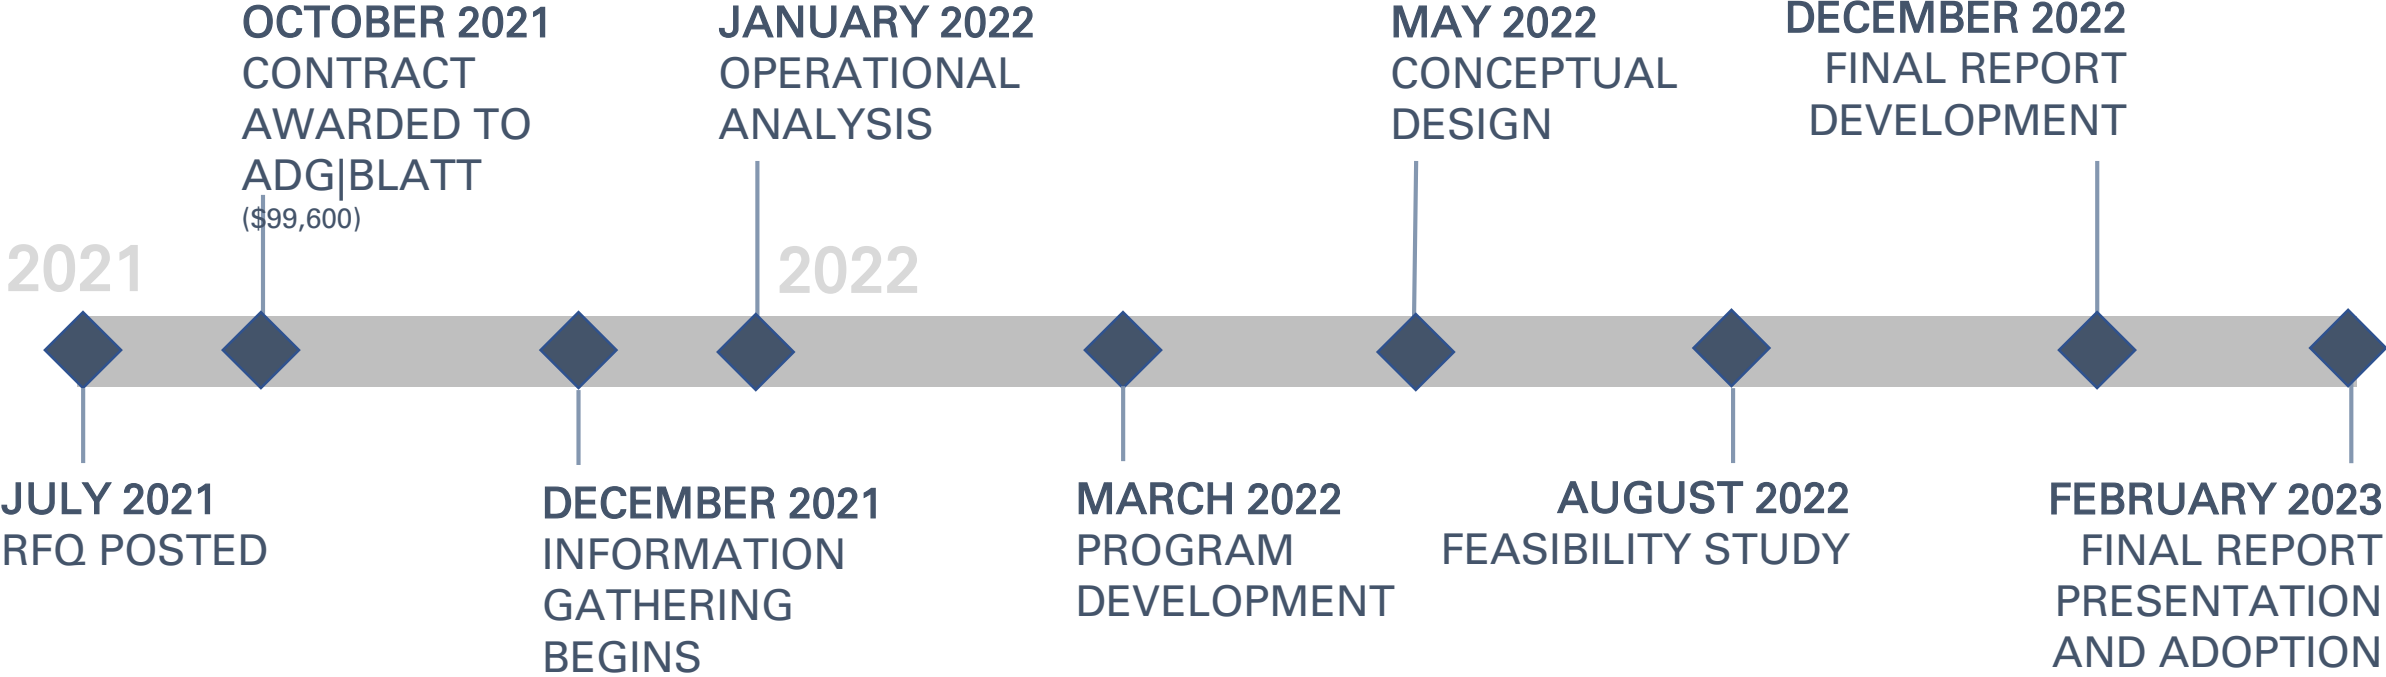 OCTOBER 2021
CONTRACT
AWARDED TO
ADG|BLATT
($99,600)
JANUARY 2022
OPERATIONAL
ANALYSIS
MAY 2022
CONCEPTUAL
DESIGN
DECEMBER 2022
FINAL REPORT
DEVELOPMENT
2021
2022
JULY 2021
RFQ POSTED
DECEMBER 2021
INFORMATION
GATHERING
BEGINS
MARCH 2022
PROGRAM
DEVELOPMENT
AUGUST 2022
FEASIBILITY STUDY
FEBRUARY 2023
FINAL REPORT
PRESENTATION
AND ADOPTION